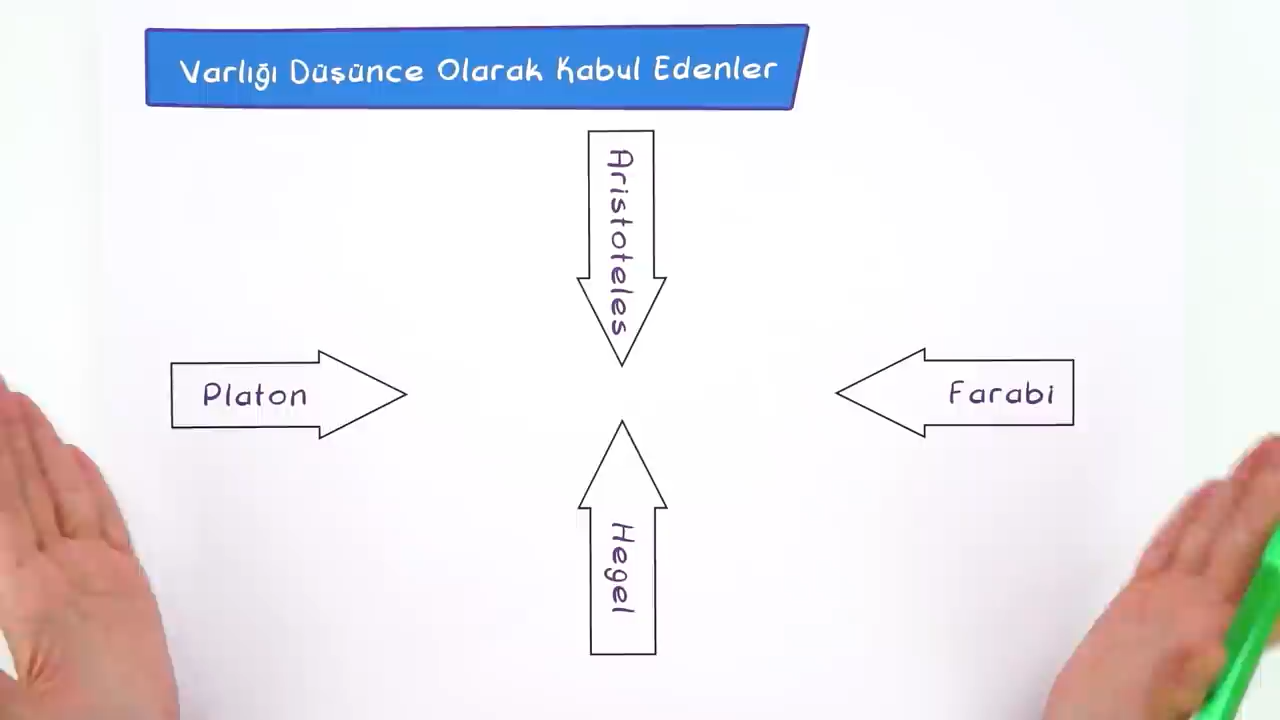 Varlığı Düşünce Olarak Kabul Edenler
Aristoteles
Platon
Farabi
Hegel